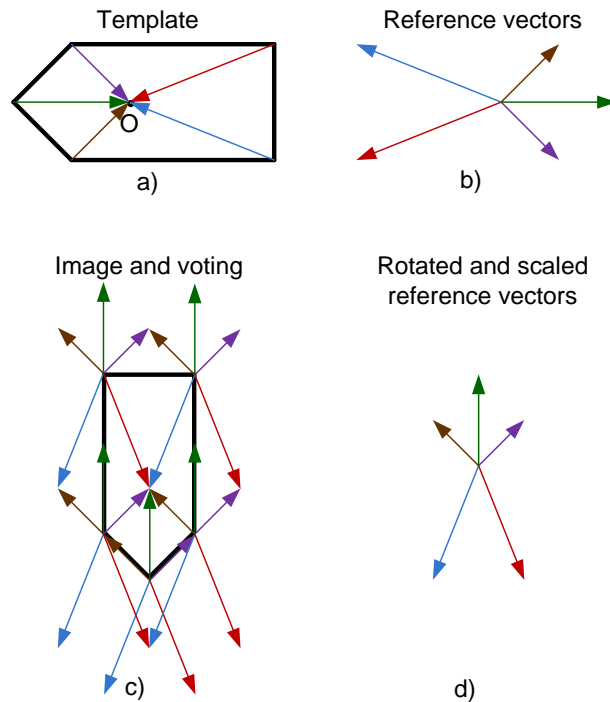 Template
Reference vectors
O
a)
b)
Image and voting
Rotated and scaled
reference vectors
c)
d)